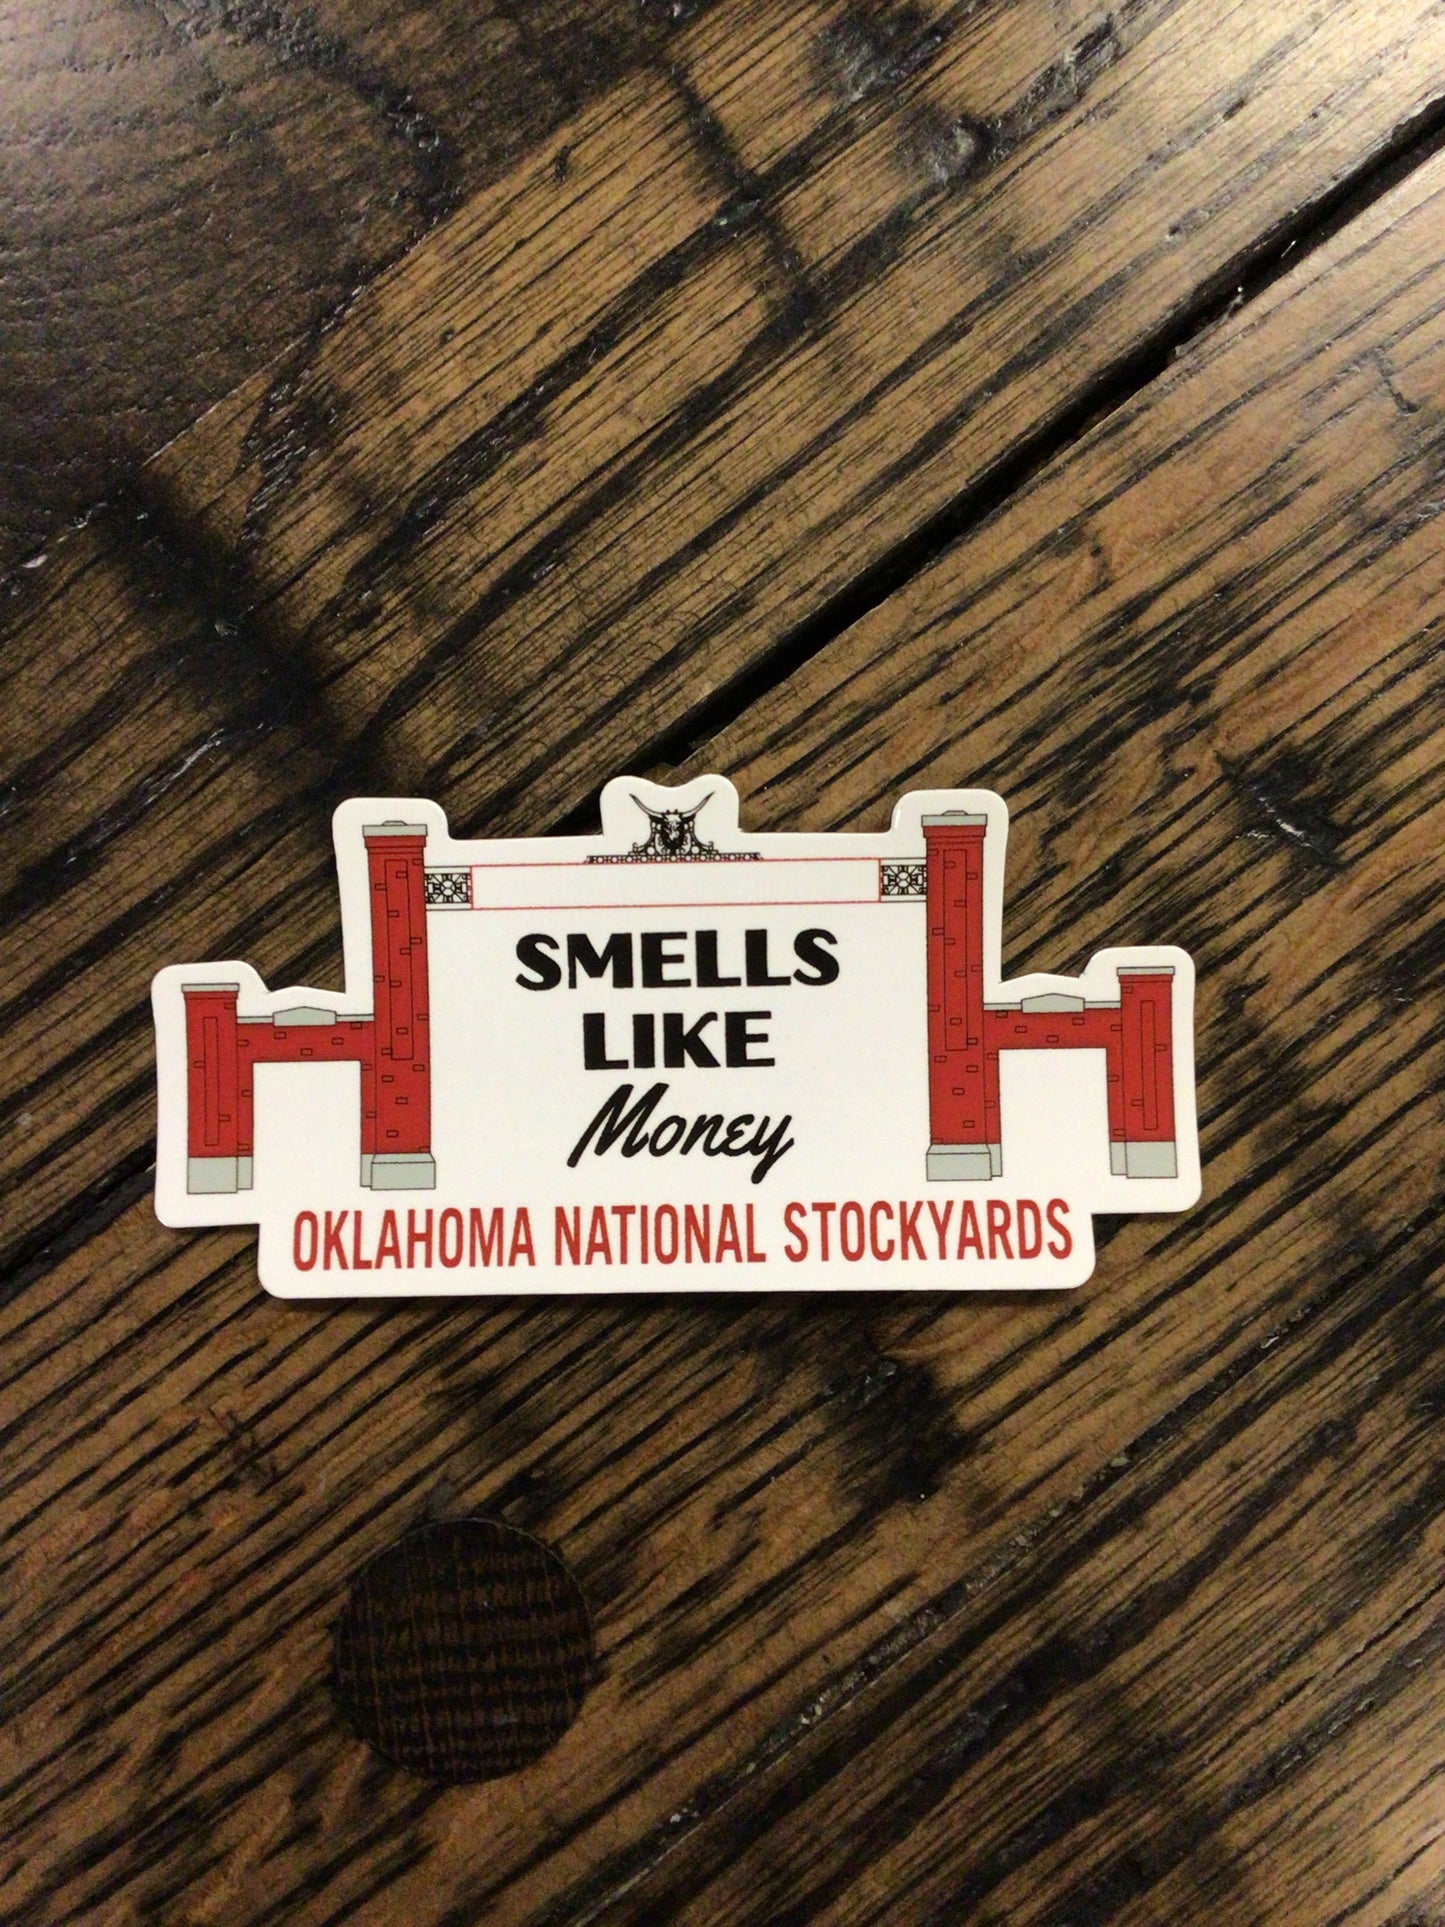 SMELLS
LIKE
Money
OKLAHOMA NATIONAL STOCKYARDS